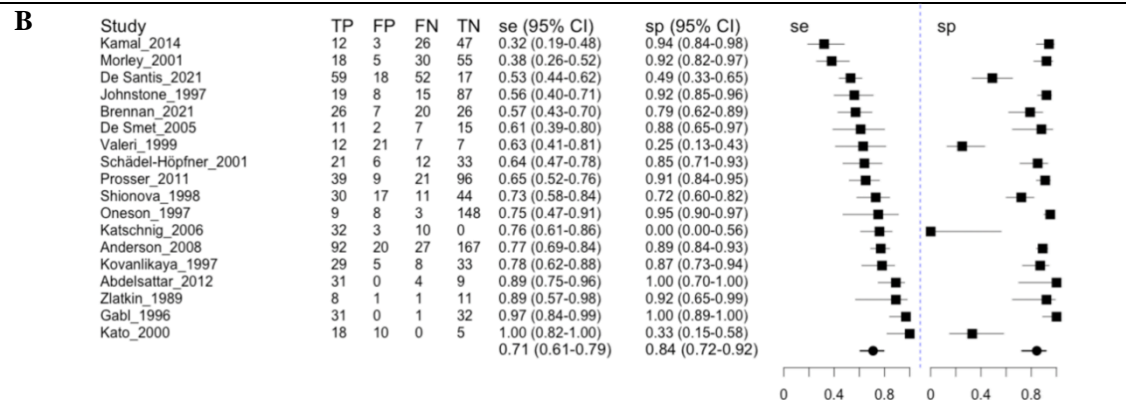 B
Study TP FP FN TN se (95% CI) sp (95% CI) se sp
Kamal_2014 12 3 26 47 0.32 (0.19-0.48) 0.94 (0.84-0.98)
Morley_2001 18 5 30 55 0.38 (0.26-0.52) 0.92 (0.82-0.97)
De Santis_2021 59 18 52 17 0.53 (0.44-0.62) 0.49 (0.33-0.65)
Johnstone_1997 19 8 15 87 0.56 (0.40-0.71) 0.92 (0.85-0.96)
Brennan_2021 26 7 20 26 0.57 (0.43-0.70) 0.79 (0.62-0.89)
De Smet_2005 11 2 7 15 0.61 (0.39-0.80) 0.88 (0.65-0.97)
Valeri_1999 12 21 7 7 0.63 (0.41-0.81) 0.25 (0.13-0.43)
Schädel-Höpfner_2001 21 6 12 33 0.64 (0.47-0.78) 0.85 (0.71-0.93)
Prosser_2011 39 9 21 96 0.65 (0.52-0.76) 0.91 (0.84-0.95)
Shionova_1998 30 17 11 44 0.73 (0.58-0.84) 0.72 (0.60-0.82)
Oneson_1997 9 8 3 148 0.75 (0.47-0.91) 0.95 (0.90-0.97)
Katschnig_2006 32 3 10 0 0.76 (0.61-0.86) 0.00 (0.00-0.56)
Anderson_2008 92 20 27 167 0.77 (0.69-0.84) 0.89 (0.84-0.93)
Kovanlikaya_1997 29 5 8 33 0.78 (0.62-0.88) 0.87 (0.73-0.94)
Abdelsattar_2012 31 0 4 9 0.89 (0.75-0.96) 1.00 (0.70-1.00)
Zlatkin_1989 8 1 1 11 0.89 (0.57-0.98) 0.92 (0.65-0.99)
Gabl_1996 31 0 1 32 0.97 (0.84-0.99) 1.00 (0.89-1.00)
Kato_2000 18 10 0 5 1.00 (0.82-1.00) 0.33 (0.15-0.58)
0.71 (0.61-0.79) 0.84 (0.72-0.92)
0 0.4 0.8 0 0.4 0.8